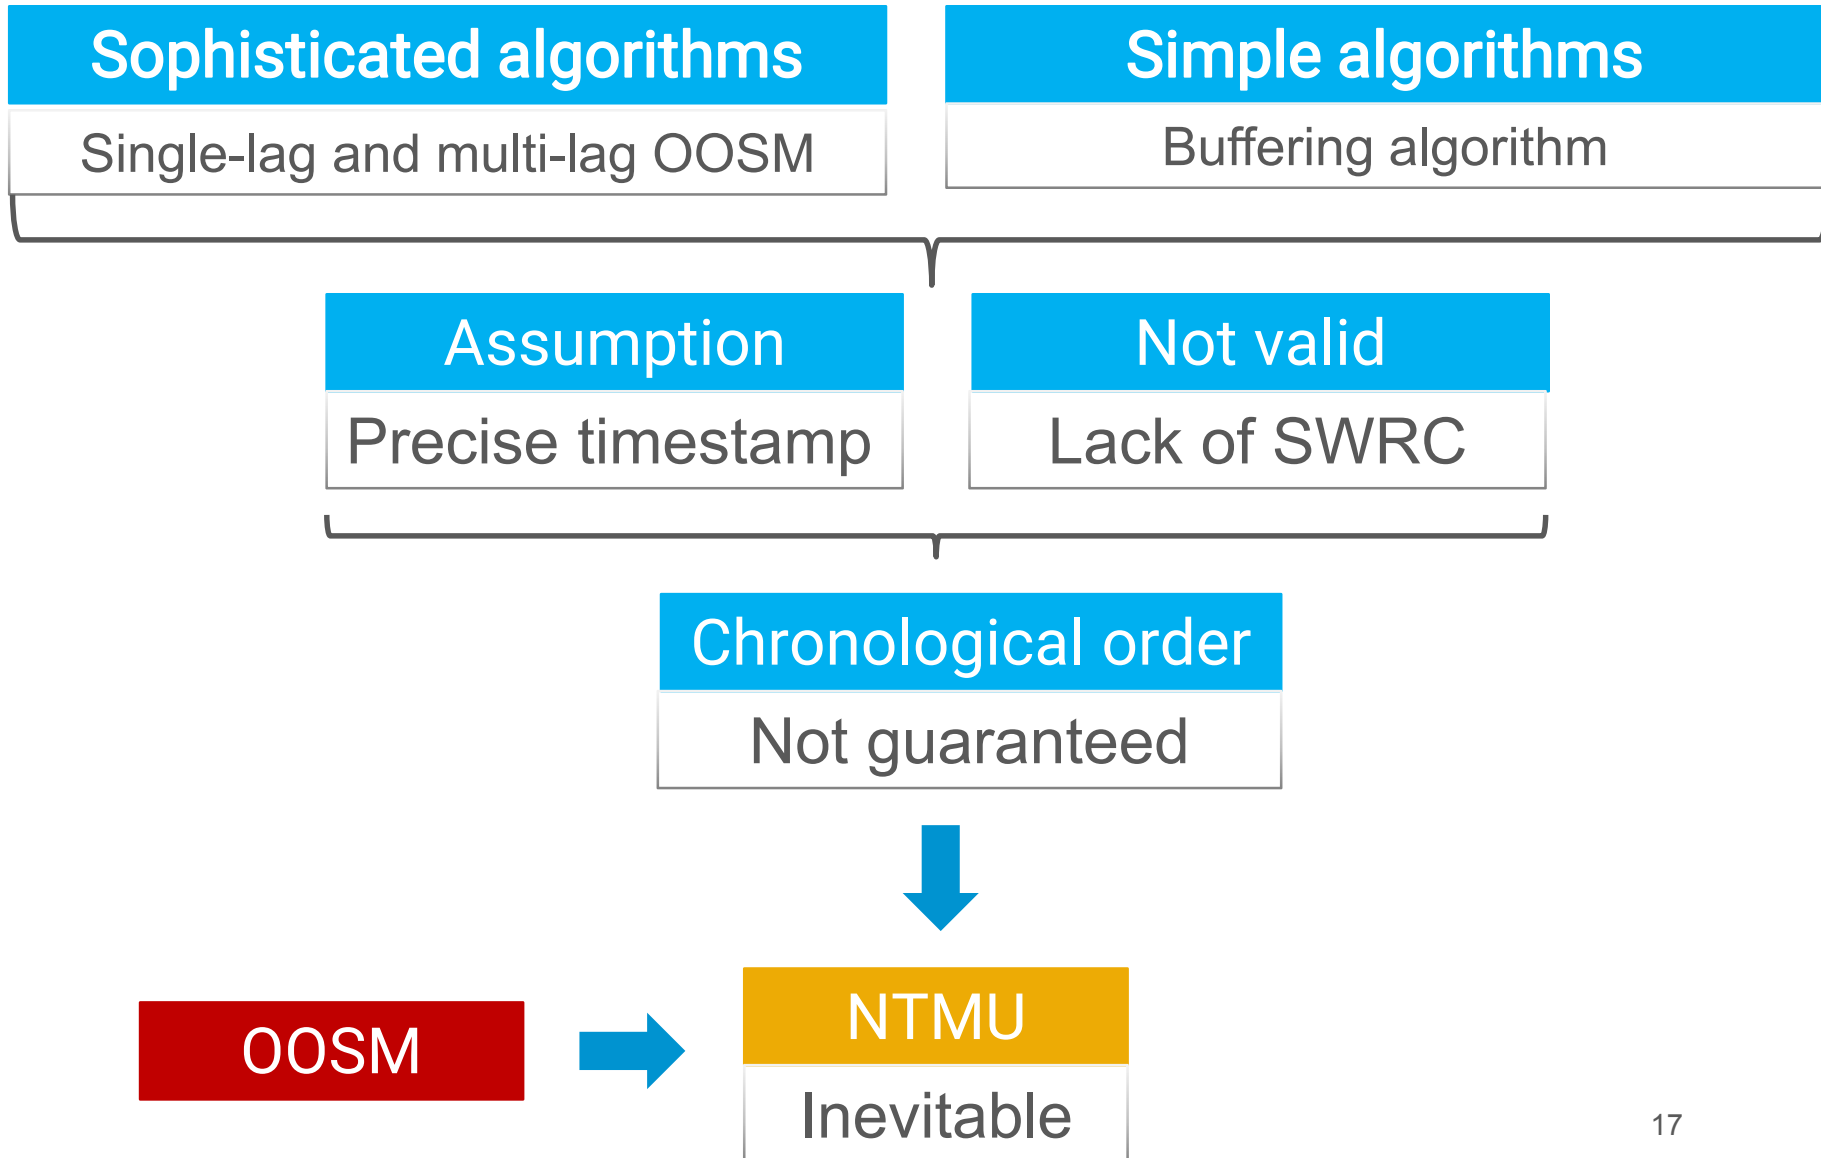 Sophisticated algorithms
Single-lag and multi-lag OOSM
Simple algorithms
Buffering algorithm
Assumption
Precise timestamp
Not valid
Lack of SWRC
Chronological order
Not guaranteed
OOSM
NTMU
Inevitable
17